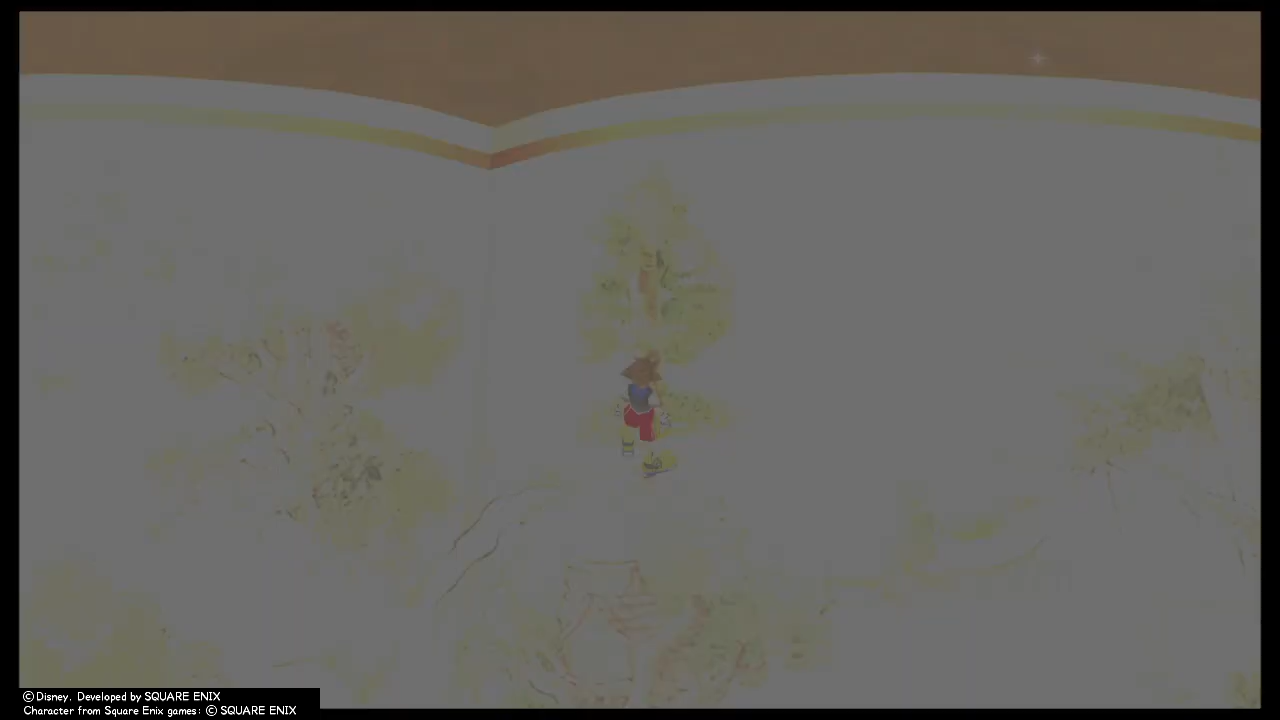 ©Disney. Developed by SQUARE ENIX
Character from Square Enix games: © SQUARE ENIX